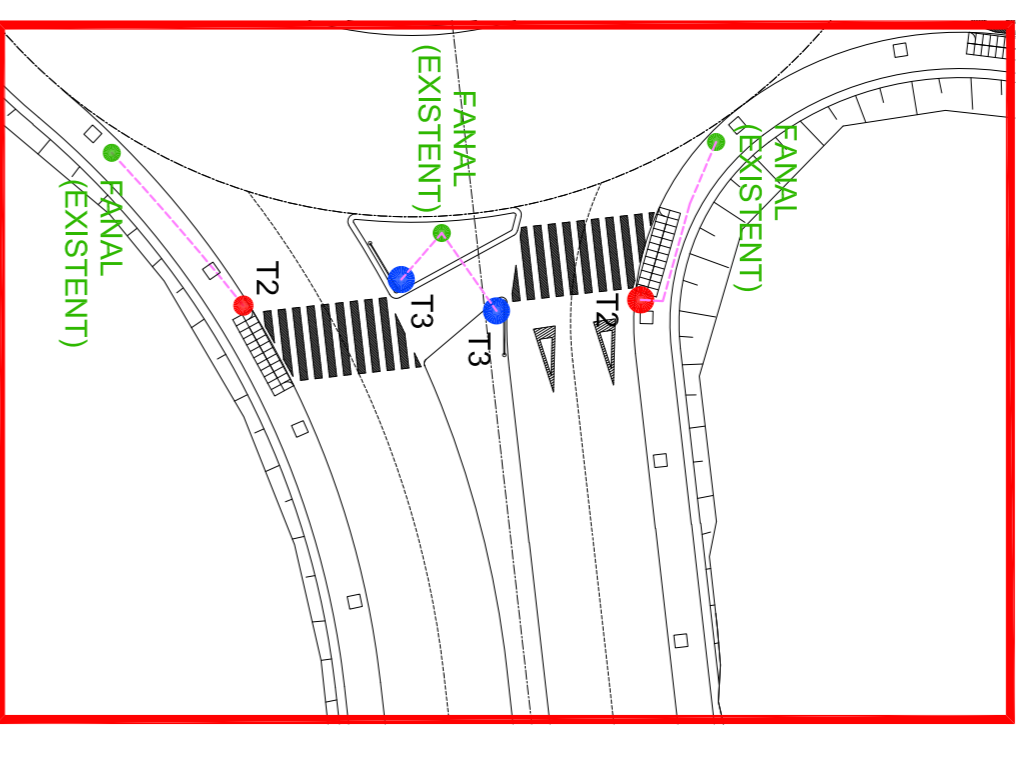 FANAL
(EXISTENT)
FANAL
(EXISTENT)
FANAL
(EXISTENT)
T2
T3
T3
T2